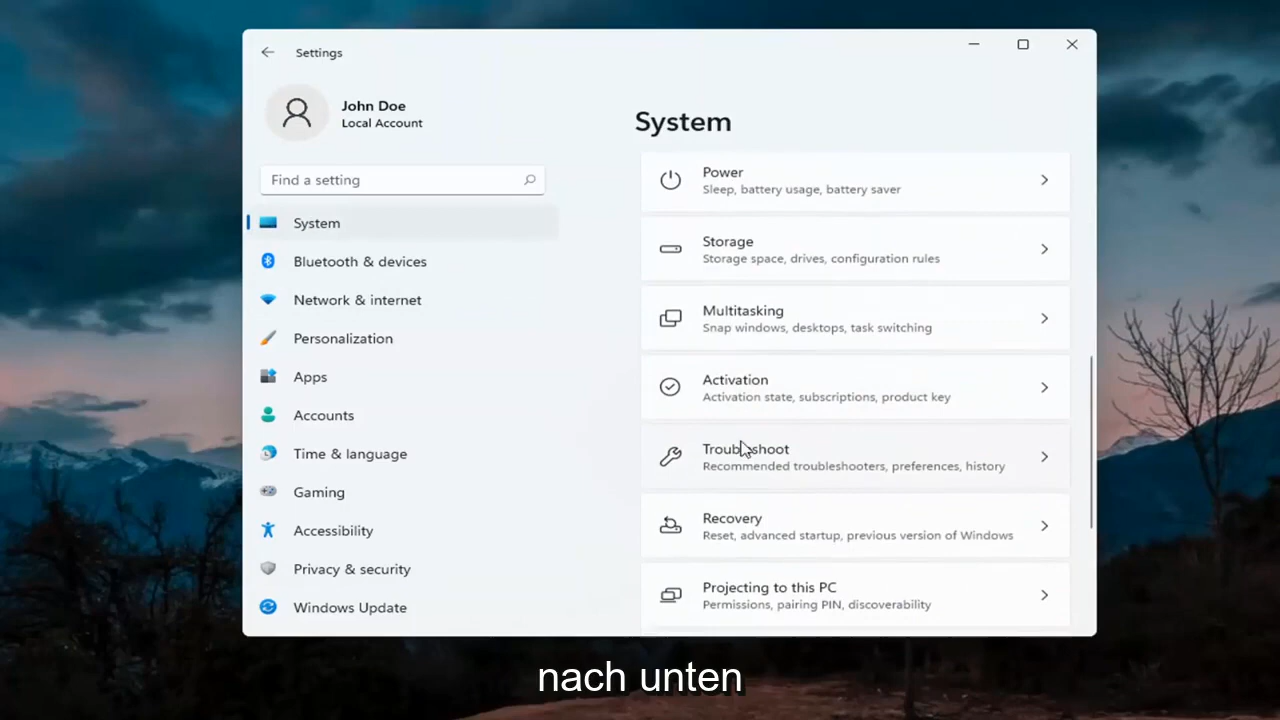 Settings
John Doe
Local Account
Find a setting
System
Bluetooth & devices
Network & internet
Personalization
Apps
Accounts
Time & language
Gaming
Accessibility
Privacy & security
Windows Update
System
Power
Sleep, battery usage, battery saver
Storage
Storage space, drives, configuration rules
Multitasking
Snap windows, desktops, task switching
Activation
Activation state, subscriptions, product key
Troubleshoot
Recommended troubleshooters, preferences, history
Recovery
Reset, advanced startup, previous version of Windows
Projecting to this PC
Permissions, pairing PIN, discoverability
nach unten